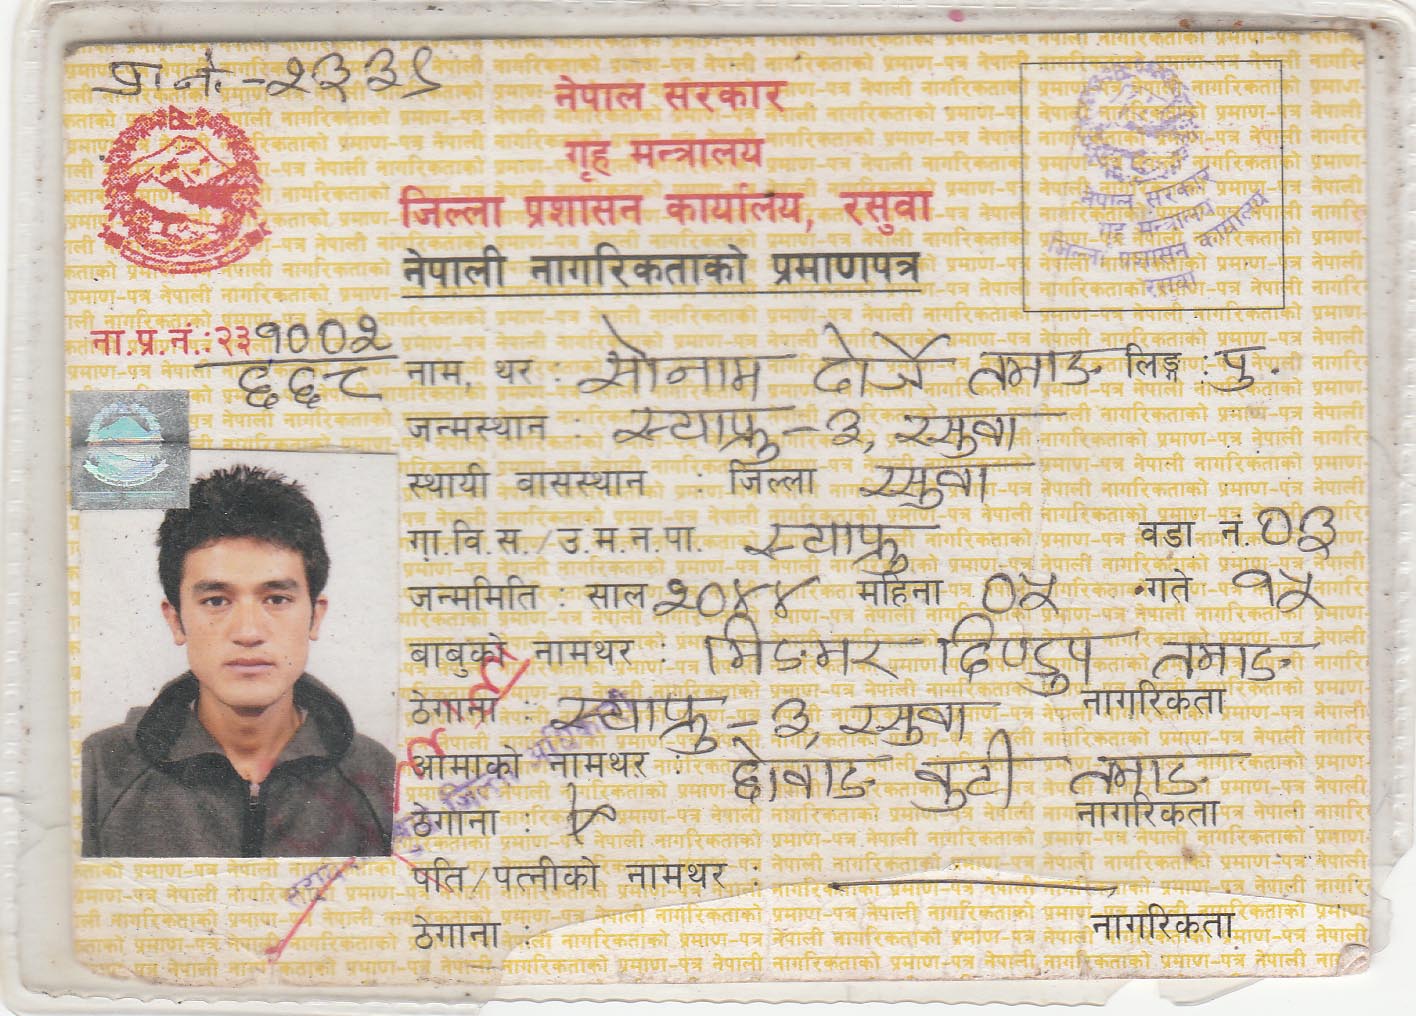 प्रा.नं.-२३३९
नेपाल सरकार
गृह मन्त्रालय
जिल्ला प्रशासन कार्यालय, रसुवा
नेपाली नागरिकताको प्रमाणपत्र
नेपाल सरकार
गृह मन्त्रालय
जिल्ला प्रशासन कार्यालय
रसुवा
ना.प्र.नं.:२३१००२
६६८
नाम, थर : सोनाम दोर्जे तमाङ लिङ्ग : पु.
जन्मस्थान : स्याफ्रु-३, रसुवा
स्थायी वासस्थान : जिल्ला रसुवा
गा.वि.स./उ.म.न.पा. स्याफ्रु वडा नं. ०३
जन्ममिति : साल २०४४ महिना ०५ गते १५
बाबुको नामथर : मिङमर दिण्डुप तमाङ
ठेगाना : स्याफ्रु-३, रसुवा नागरिकता
आमाको नामथर : छेवाङ बुटी तमाङ
ठेगाना : नागरिकता
पति/पत्नीको नामथर :
ठेगाना : नागरिकता